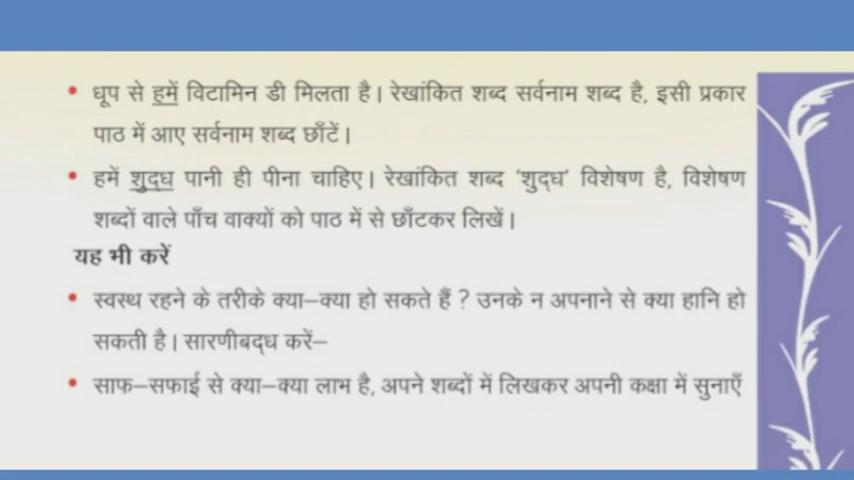 • धूप से हमें विटामिन डी मिलता है। रेखांकित शब्द सर्वनाम शब्द है, इसी प्रकार
पाठ में आए सर्वनाम शब्द छाँटें।
• हमें शुद्ध पानी ही पीना चाहिए। रेखांकित शब्द 'शुद्ध' विशेषण है, विशेषण
शब्दों वाले पाँच वाक्यों को पाठ में से छाँटकर लिखें।
यह भी करें
• स्वस्थ रहने के तरीके क्या–क्या हो सकते हैं ? उनके न अपनाने से क्या हानि हो
सकती है। सारणीबद्ध करें–
• साफ–सफाई से क्या–क्या लाभ है, अपने शब्दों में लिखकर अपनी कक्षा में सुनाएँ